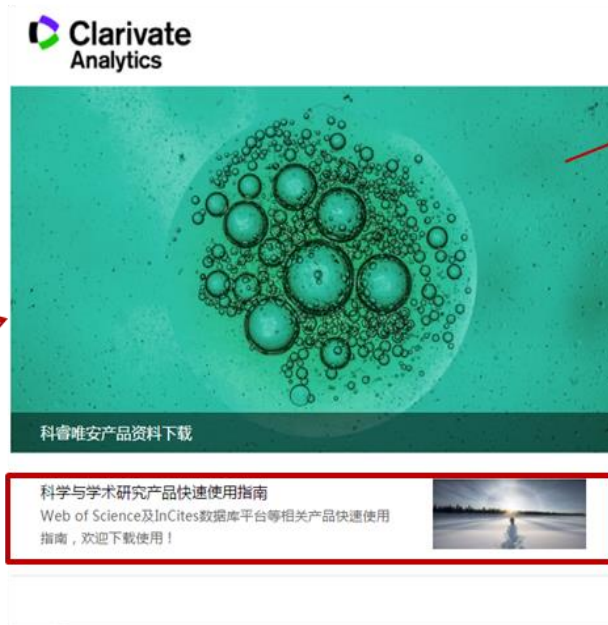 Clarivate
Analytics
科睿唯安产品资料下载
科学与学术研究产品快速使用指南
Web of Science及InCites数据库平台等相关产品快速使用
指南，欢迎下载使用！